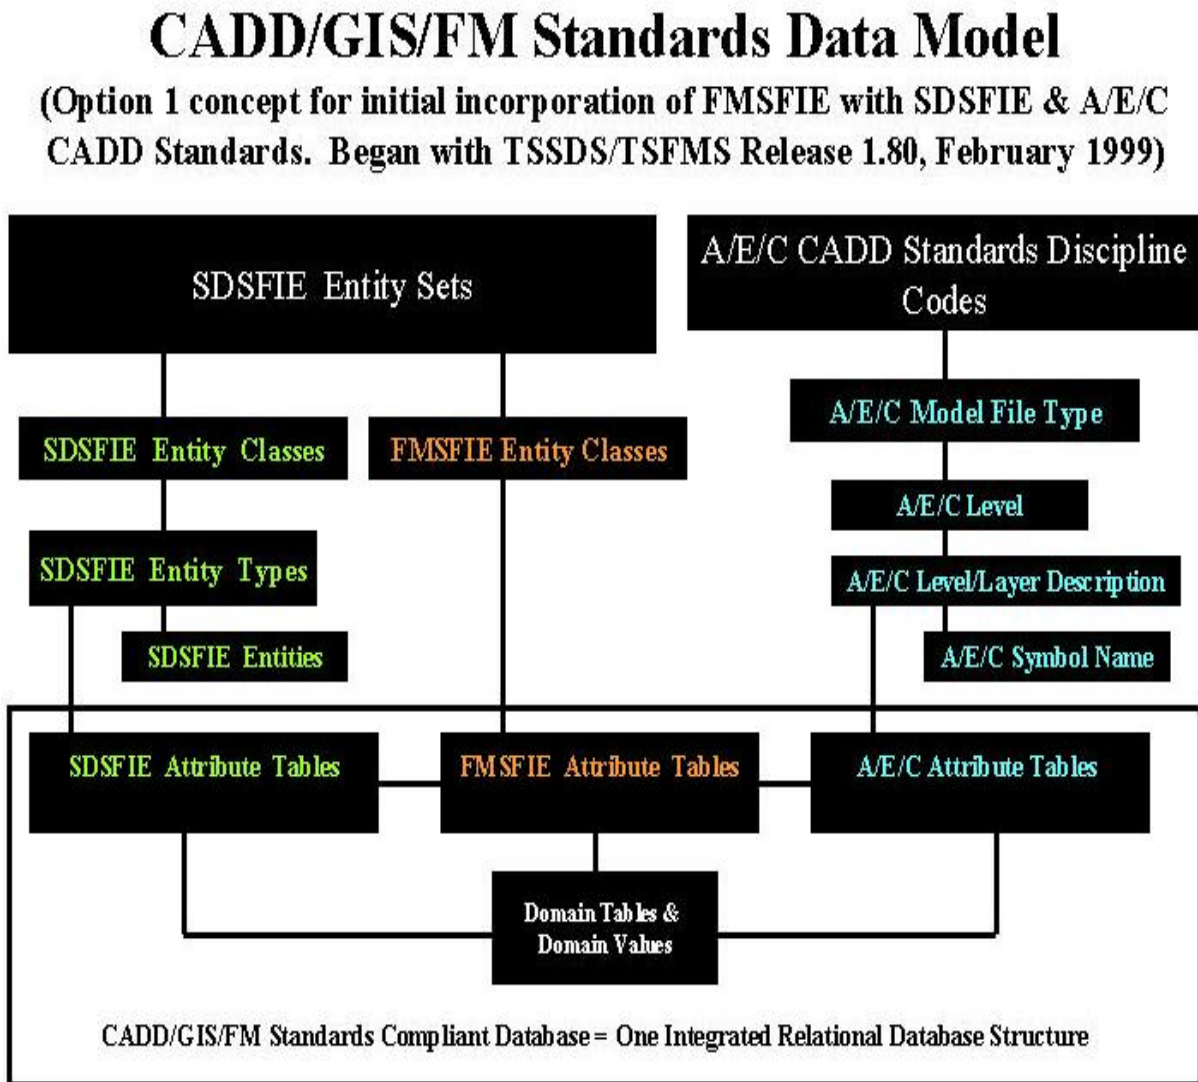 CADD/GIS/FM Standards Data Model
(Option 1 concept for initial incorporation of FMSFIE with SDSFIE & A/E/C
CADD Standards. Began with TSSDS/TSFMS Release 1.80, February 1999)
SDSFIE Entity Sets
A/E/C CADD Standards Discipline
Codes
A/E/C Model File Type
SDSFIE Entity Classes
FMSFIE Entity Classes
A/E/C Level
SDSFIE Entity Types
A/E/C Level/Layer Description
SDSFIE Entities
A/E/C Symbol Name
SDSFIE Attribute Tables
FMSFIE Attribute Tables
A/E/C Attribute Tables
Domain Tables &
Domain Values
CADD/GIS/FM Standards Compliant Database = One Integrated Relational Database Structure